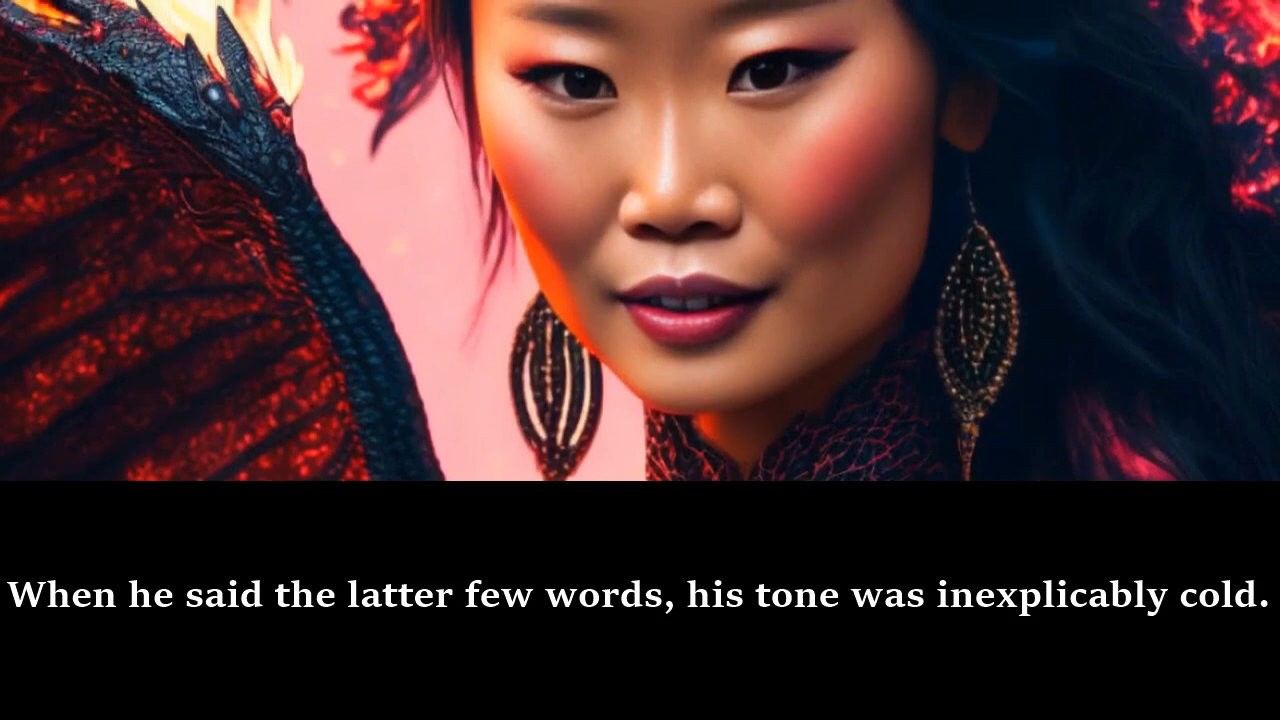 When he said the latter few words, his tone was inexplicably cold.